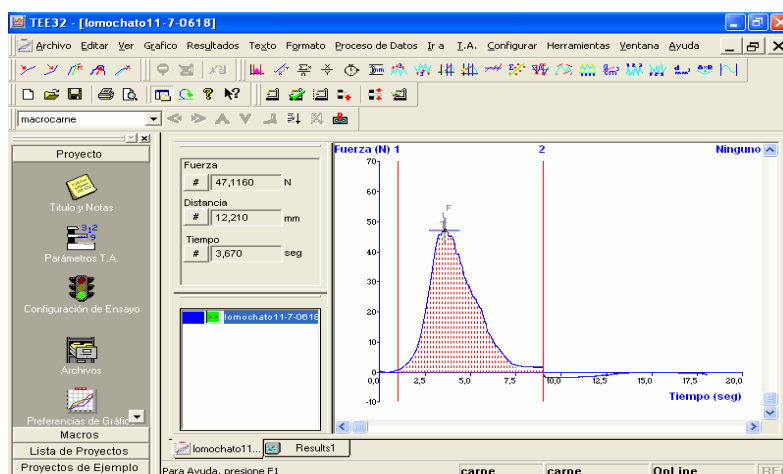 TEE32 - [lomochato11-7-0618]
Archivo Editar Ver Grafico Resultados Texto Formato Proceso de Datos Ir a I.A. Configurar Herramientas Ventana Ayuda
macrocarne
Proyecto
Titulo y Notas
Parámetros T.A.
Configuración de Ensayo
Archivos
Preferencias de Gráfic
Macros
Lista de Proyectos
Proyectos de Ejemplo
Fuerza
# 47,1160 N
Distancia
# 12,210 mm
Tiempo
# 3,670 seg
lomochato11-7-0618
Fuerza (N) 1 2 Ninguno
70
60
50
40
30
20
10
0
-10
F
0,0 2,5 5,0 7,5 10,0 12,5 15,0 17,5 20,0
Tiempo (seg)
lomochato11... Results1
Para Ayuda, presione F1 carne carne OnLine